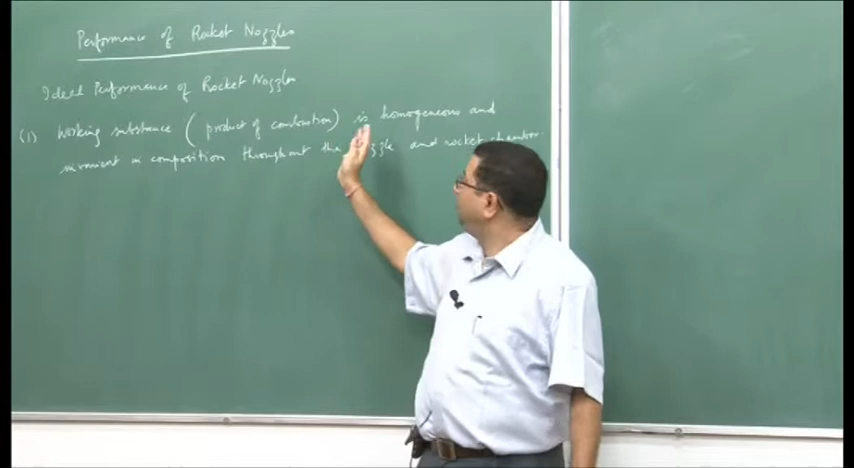 Performance of Rocket Nozzles
Ideal Performance of Rocket Nozzles
(1) Working substance (product of combustion) is homogeneous and
invarient in composition throughout the nozzle and rocket chamber